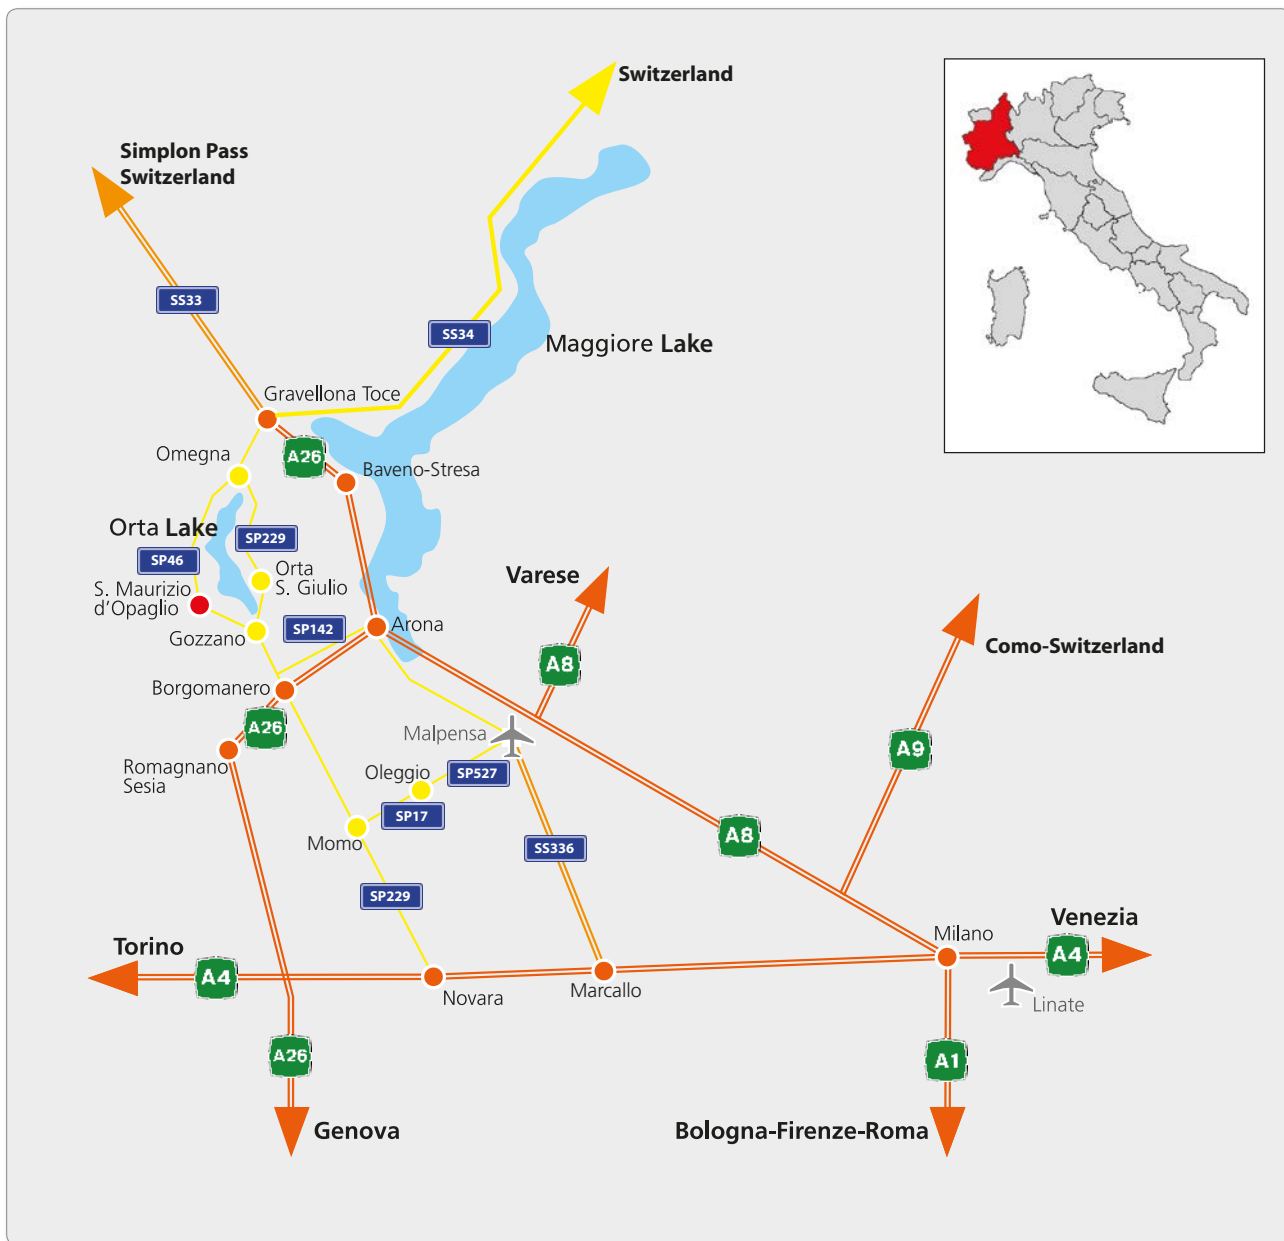 Switzerland
Simplon Pass
Switzerland
SS33
SS34
Maggiore Lake
Gravellona Toce
Omegna
A26
Baveno-Stresa
Orta Lake
SP229
SP46
Orta
S. Giulio
S. Maurizio
d'Opaglio
Varese
SP142
Arona
Gozzano
Como-Switzerland
A8
Borgomanero
A26
Malpensa
A9
Romagnano
Sesia
Oleggio
SP527
SP17
Momo
A8
SS336
SP229
Torino
Milano
Venezia
A4
A4
Novara
Marcallo
Linate
A26
A1
Genova
Bologna-Firenze-Roma